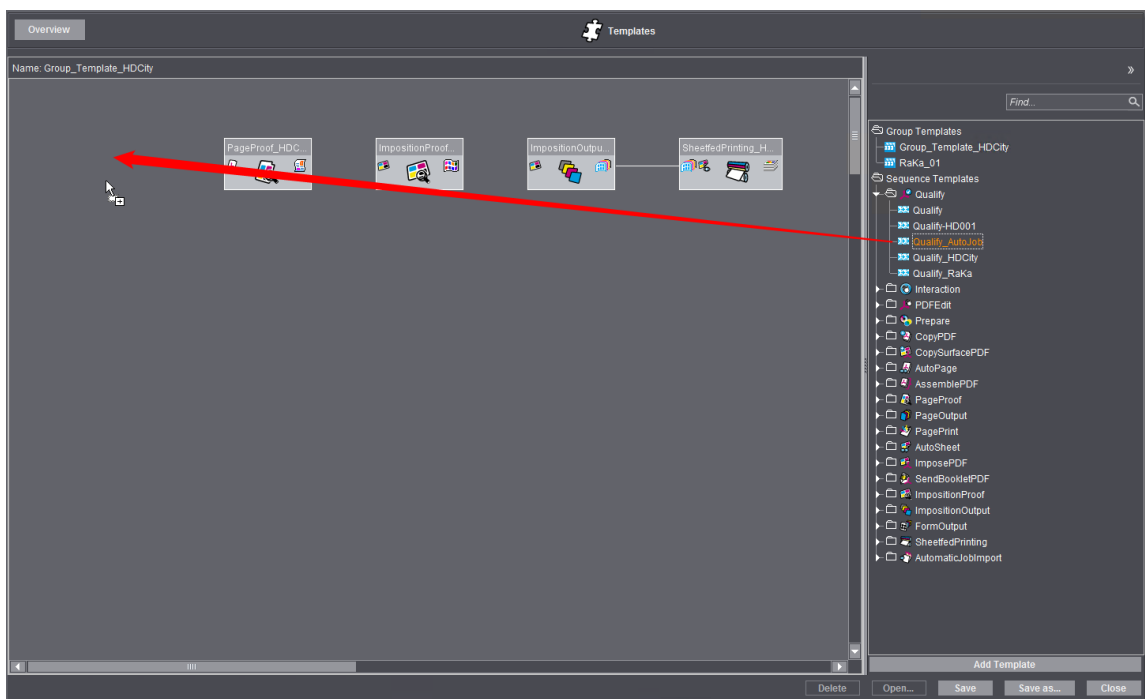 Overview
Templates
Name: Group_Template_HDCity
»
Find...
PageProof_HDC...
ImpositionProof...
ImpositionOutpu...
SheetfedPrinting_H...
Group Templates
Group_Template_HDCity
RaKa_01
Sequence Templates
Qualify
Qualify
Qualify-HD001
Qualify_AutoJob
Qualify_HDCity
Qualify_RaKa
Interaction
PDFEdit
Prepare
CopyPDF
CopySurfacePDF
AutoPage
AssemblePDF
PageProof
PageOutput
PagePrint
AutoSheet
ImposePDF
SendBookletPDF
ImpositionProof
ImpositionOutput
FormOutput
SheetfedPrinting
AutomaticJobImport
Add Template
Delete
Open...
Save
Save as...
Close